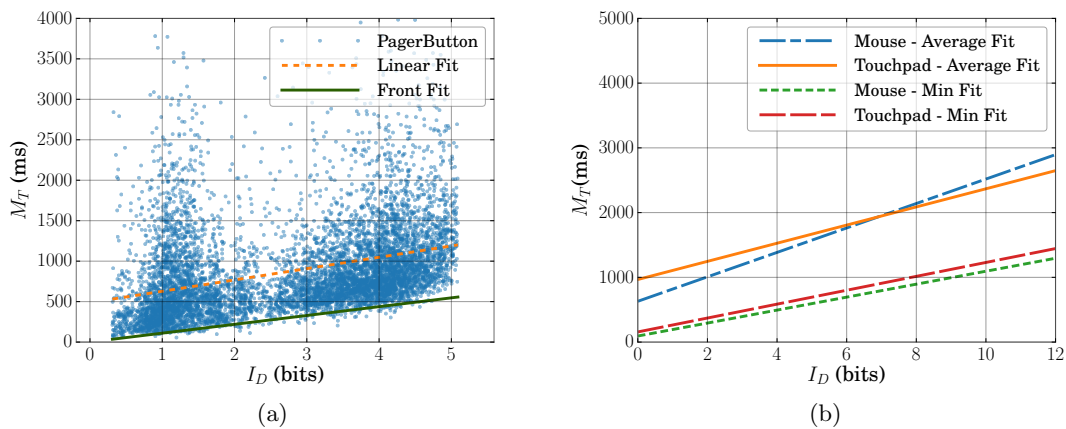 4000
3500
3000
2500
2000
1500
1000
500
0
M_T (ms)
0 1 2 3 4 5
I_D (bits)
PagerButton
Linear Fit
Front Fit
(a)
5000
4000
3000
2000
1000
0
M_T(ms)
0 2 4 6 8 10 12
I_D (bits)
Mouse - Average Fit
Touchpad - Average Fit
Mouse - Min Fit
Touchpad - Min Fit
(b)